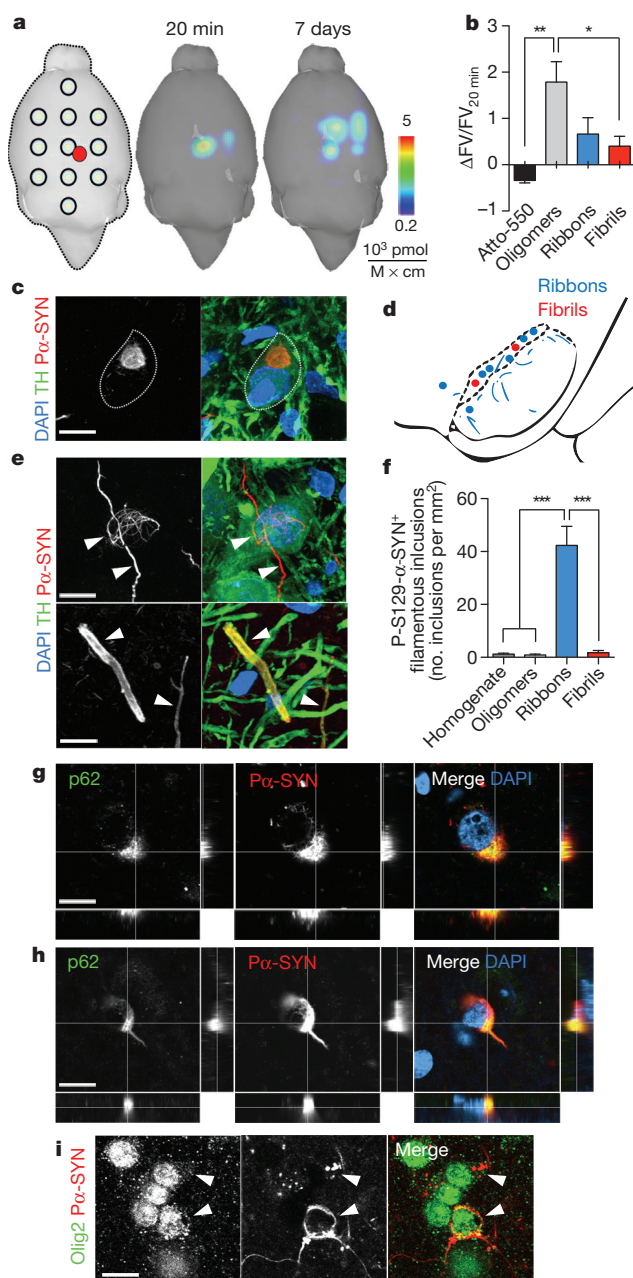 a
20 min
7 days
5
0.2
10³ pmol
M × cm
b
** *
ΔFV/FV20 min
3
2
1
0
−1
Atto-550
Oligomers
Ribbons
Fibrils
c
DAPI TH Pα-SYN
d
Ribbons
Fibrils
e
DAPI TH Pα-SYN
f
*** ***
P-S129-α-SYN⁺
filamentous inlcusions
(no. inclusions per mm²)
60
40
20
0
Homogenate
Oligomers
Ribbons
Fibrils
g
p62
Pα-SYN
Merge DAPI
h
p62
Pα-SYN
Merge DAPI
i
Olig2 Pα-SYN
Merge